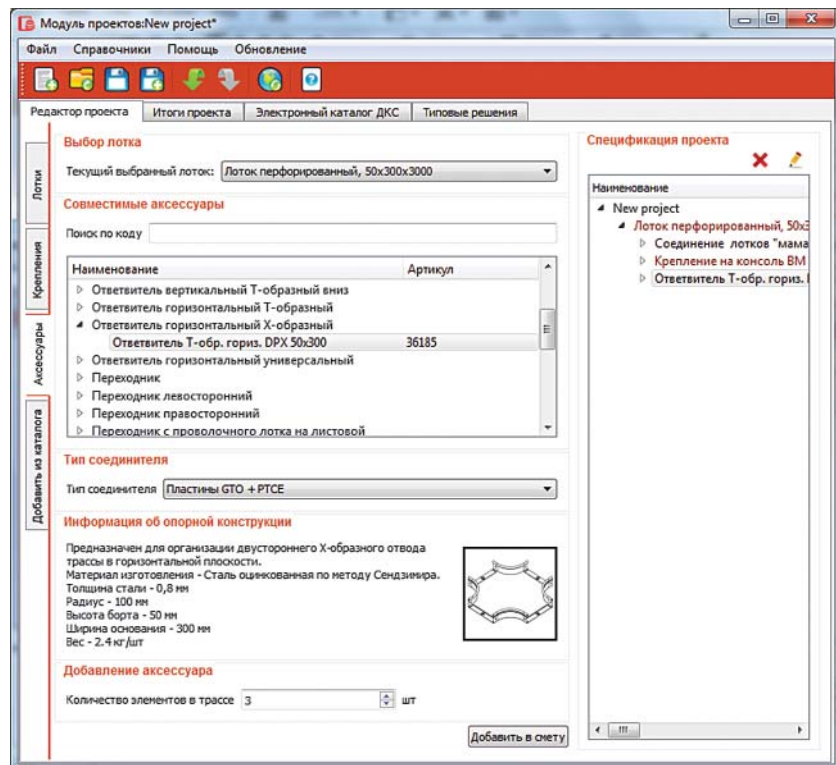 Модуль проектов:New project*
Файл Справочники Помощь Обновление
Редактор проекта Итоги проекта Электронный каталог ДКС Типовые решения
Лотки
Крепления
Аксессуары
Добавить из каталога
Выбор лотка
Текущий выбранный лоток: Лоток перфорированный, 50x300x3000
Совместимые аксессуары
Поиск по коду
Наименование Артикул
Ответвитель вертикальный Т-образный вниз
Ответвитель горизонтальный Т-образный
Ответвитель горизонтальный Х-образный
Ответвитель Т-обр. гориз. DPX 50x300 36185
Ответвитель горизонтальный универсальный
Переходник
Переходник левосторонний
Переходник правосторонний
Переходник с проволочного лотка на листовой
Тип соединителя
Тип соединителя Пластины GTO + PTCE
Информация об опорной конструкции
Предназначен для организации двустороннего Х-образного отвода
трассы в горизонтальной плоскости.
Материал изготовления - Сталь оцинкованная по методу Сендзимира.
Толщина стали - 0,8 мм
Радиус - 100 мм
Высота борта - 50 мм
Ширина основания - 300 мм
Вес - 2.4 кг/шт
Добавление аксессуара
Количество элементов в трассе 3 шт
Добавить в смету
Спецификация проекта
Наименование
New project
Лоток перфорированный, 50x3
Соединение лотков "мама
Крепление на консоль BM
Ответвитель Т-обр. гориз.